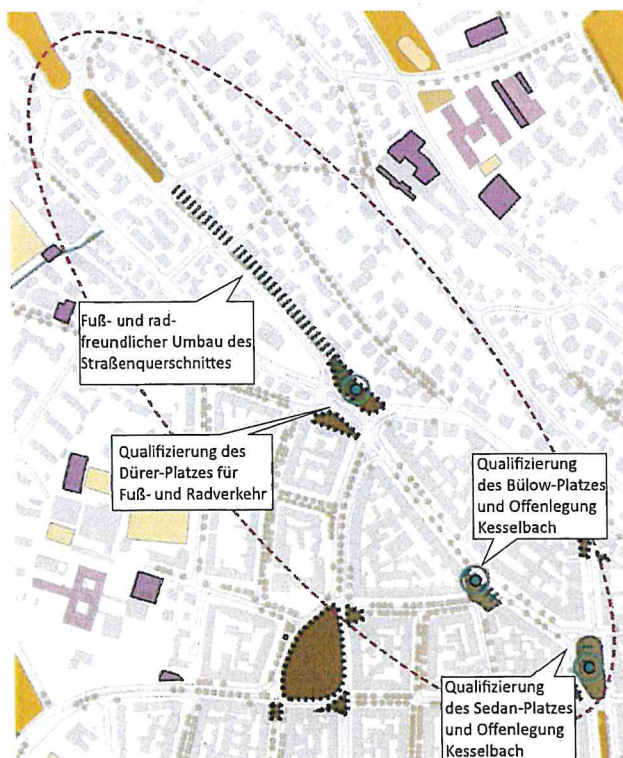 Fuß- und rad-
freundlicher Umbau des
Straßenquerschnittes
Qualifizierung des
Dürer-Platzes für
Fuß- und Radverkehr
Qualifizierung
des Bülow-Platzes
und Offenlegung
Kesselbach
Qualifizierung
des Sedan-Platzes
und Offenlegung
Kesselbach